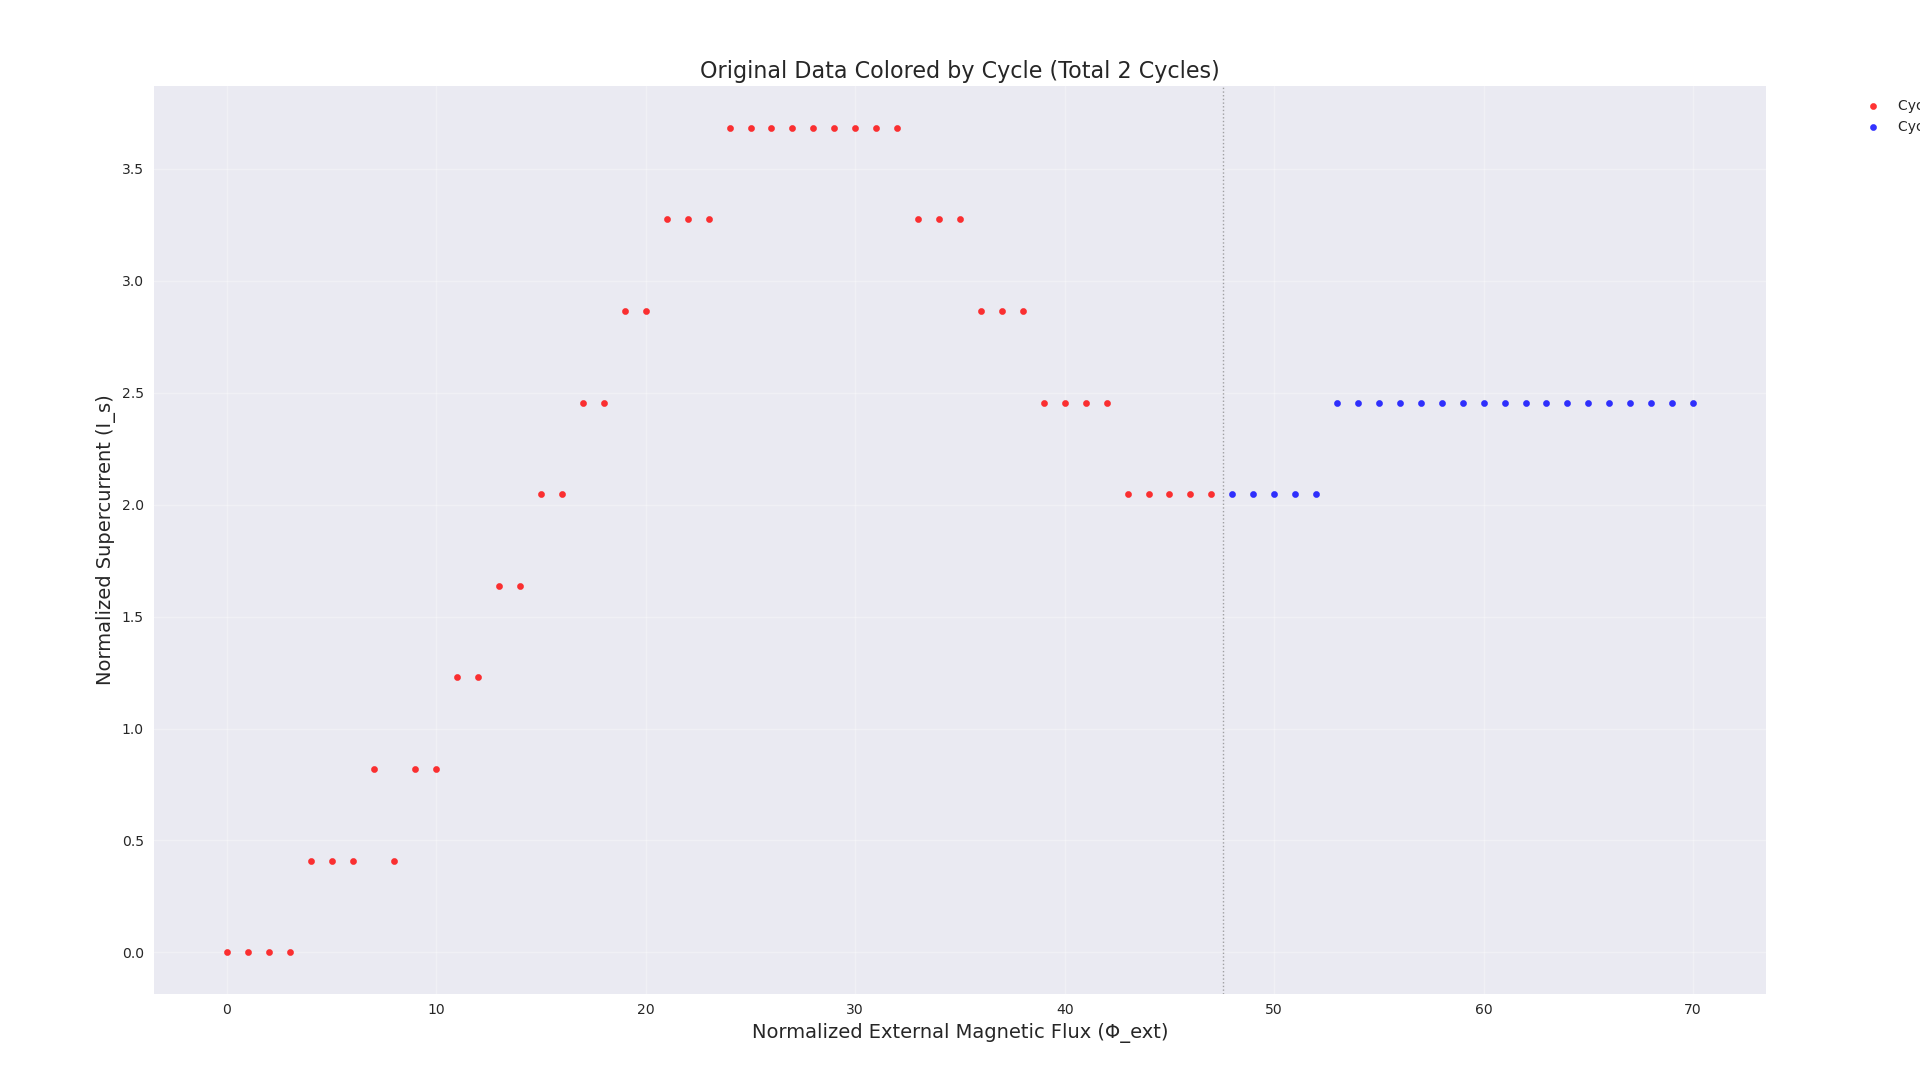 Original Data Colored by Cycle (Total 2 Cycles)
Cyc
Cyc
3.5
3.0
2.5
2.0
1.5
1.0
0.5
0.0
Normalized Supercurrent (I_s)
0 10 20 30 40 50 60 70
Normalized External Magnetic Flux (Φ_ext)